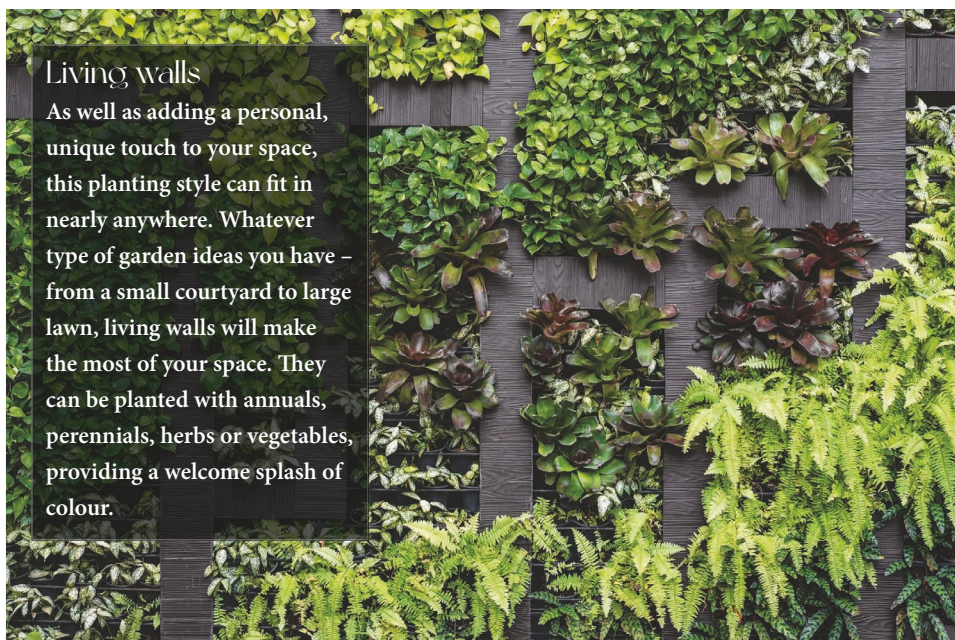 Living walls
As well as adding a personal,
unique touch to your space,
this planting style can fit in
nearly anywhere. Whatever
type of garden ideas you have –
from a small courtyard to large
lawn, living walls will make
the most of your space. They
can be planted with annuals,
perennials, herbs or vegetables,
providing a welcome splash of
colour.